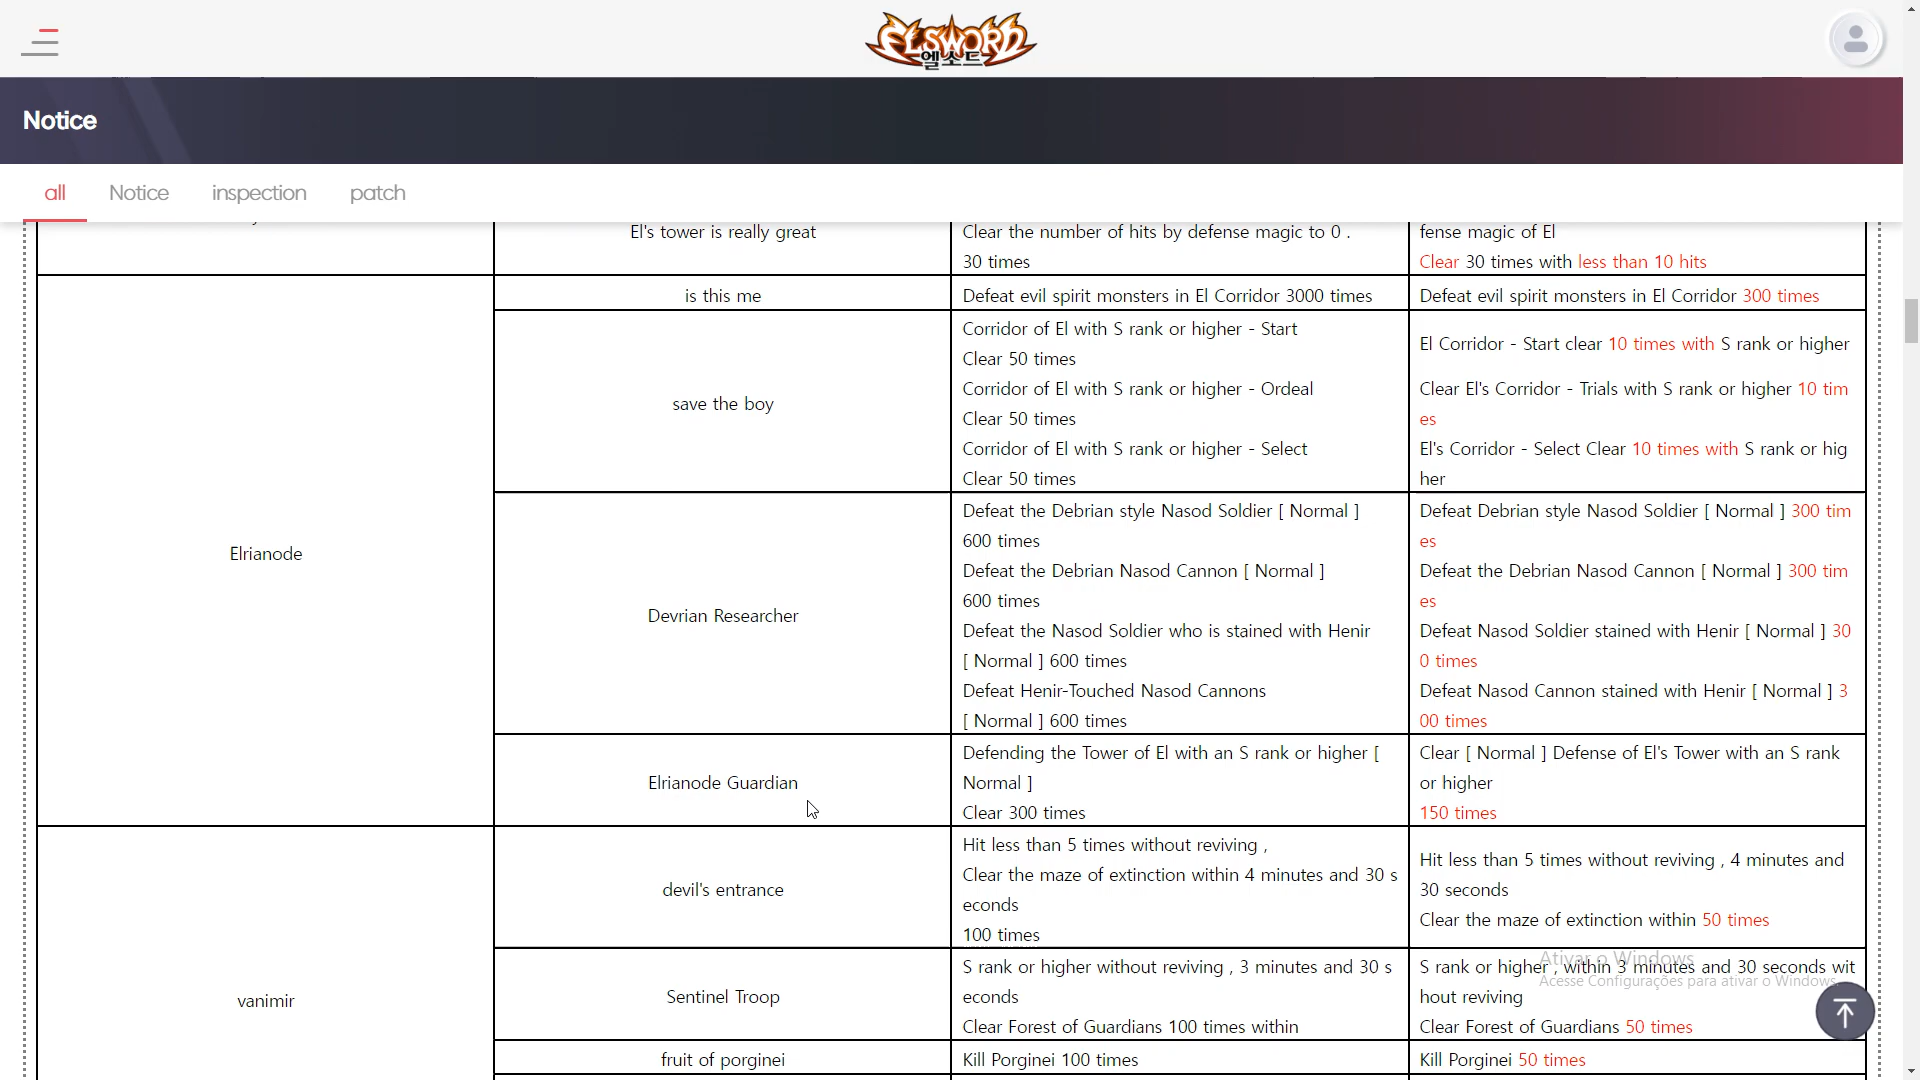 ELSWORD
엘소드
Notice
all
Notice
inspection
patch
El's tower is really great
Clear the number of hits by defense magic to 0 .
30 times
fense magic of El
Clear 30 times with less than 10 hits
Elrianode
is this me
Defeat evil spirit monsters in El Corridor 3000 times
Defeat evil spirit monsters in El Corridor 300 times
save the boy
Corridor of El with S rank or higher - Start
Clear 50 times
Corridor of El with S rank or higher - Ordeal
Clear 50 times
Corridor of El with S rank or higher - Select
Clear 50 times
El Corridor - Start clear 10 times with S rank or higher
Clear El's Corridor - Trials with S rank or higher 10 tim
es
El's Corridor - Select Clear 10 times with S rank or hig
her
Devrian Researcher
Defeat the Debrian style Nasod Soldier [ Normal ]
600 times
Defeat the Debrian Nasod Cannon [ Normal ]
600 times
Defeat the Nasod Soldier who is stained with Henir
[ Normal ] 600 times
Defeat Henir-Touched Nasod Cannons
[ Normal ] 600 times
Defeat Debrian style Nasod Soldier [ Normal ] 300 tim
es
Defeat the Debrian Nasod Cannon [ Normal ] 300 tim
es
Defeat Nasod Soldier stained with Henir [ Normal ] 30
0 times
Defeat Nasod Cannon stained with Henir [ Normal ] 3
00 times
Elrianode Guardian
Defending the Tower of El with an S rank or higher [
Normal ]
Clear 300 times
Clear [ Normal ] Defense of El's Tower with an S rank
or higher
150 times
vanimir
devil's entrance
Hit less than 5 times without reviving ,
Clear the maze of extinction within 4 minutes and 30 s
econds
100 times
Hit less than 5 times without reviving , 4 minutes and
30 seconds
Clear the maze of extinction within 50 times
Sentinel Troop
S rank or higher without reviving , 3 minutes and 30 s
econds
Clear Forest of Guardians 100 times within
S rank or higher , within 3 minutes and 30 seconds wit
hout reviving
Clear Forest of Guardians 50 times
fruit of porginei
Kill Porginei 100 times
Kill Porginei 50 times
Ativar o Windows
Acesse Configurações para ativar o Windows.